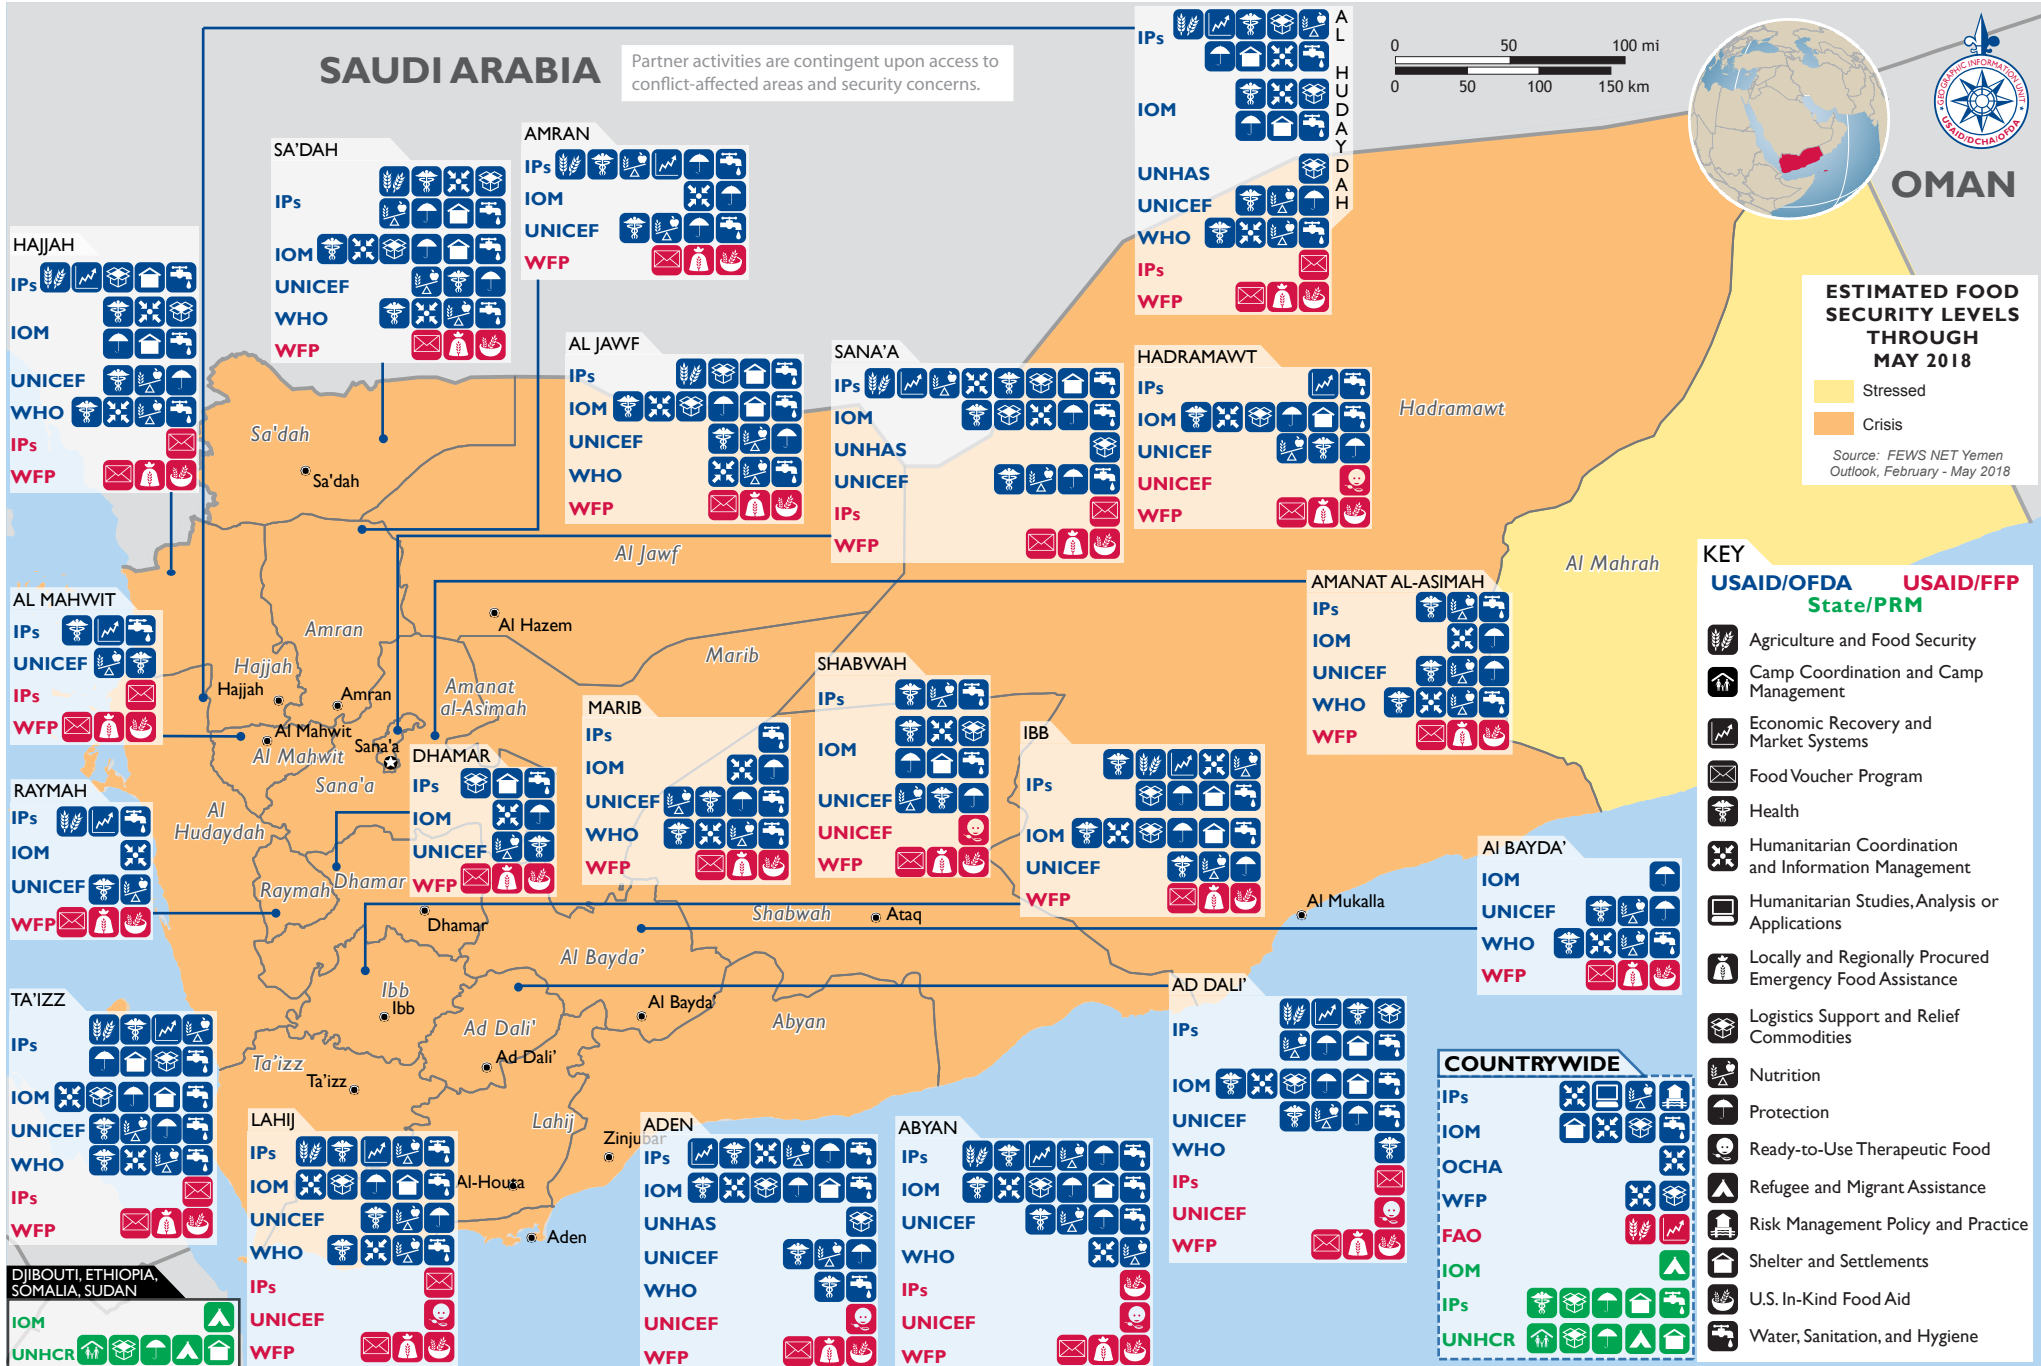 SAUDI ARABIA
Partner activities are contingent upon access to
conflict-affected areas and security concerns.
0 50 100 mi
0 50 100 150 km
GEOGRAPHIC INFORMATION UNIT
USAID/DCHA/OFDA
OMAN
ESTIMATED FOOD
SECURITY LEVELS
THROUGH
MAY 2018
Stressed
Crisis
Source: FEWS NET Yemen
Outlook, February - May 2018
AL HUDAYDAH
IPs
IOM
UNHAS
UNICEF
WHO
IPs
WFP
AMRAN
IPs
IOM
UNICEF
WFP
SA'DAH
IPs
IOM
UNICEF
WHO
WFP
HAJJAH
IPs
IOM
UNICEF
WHO
IPs
WFP
AL JAWF
IPs
IOM
UNICEF
WHO
WFP
SANA'A
IPs
IOM
UNHAS
UNICEF
IPs
WFP
HADRAMAWT
IPs
IOM
UNICEF
UNICEF
WFP
AMANAT AL-ASIMAH
IPs
IOM
UNICEF
WHO
WFP
AL MAHWIT
IPs
UNICEF
IPs
WFP
RAYMAH
IPs
IOM
UNICEF
WFP
DHAMAR
IPs
IOM
UNICEF
WFP
MARIB
IPs
IOM
UNICEF
WHO
WFP
SHABWAH
IPs
IOM
UNICEF
UNICEF
WFP
IBB
IPs
IOM
UNICEF
WFP
Al BAYDA'
IOM
UNICEF
WHO
WFP
AD DALI'
IPs
IOM
UNICEF
WHO
IPs
UNICEF
WFP
TA'IZZ
IPs
IOM
UNICEF
WHO
IPs
WFP
LAHIJ
IPs
IOM
UNICEF
WHO
IPs
UNICEF
WFP
ADEN
IPs
IOM
UNHAS
UNICEF
WHO
UNICEF
WFP
ABYAN
IPs
IOM
UNICEF
WHO
IPs
UNICEF
WFP
DJIBOUTI, ETHIOPIA,
SOMALIA, SUDAN
IOM
UNHCR
COUNTRYWIDE
IPs
IOM
OCHA
WFP
FAO
IOM
IPs
UNHCR
KEY
USAID/OFDA USAID/FFP
State/PRM
Agriculture and Food Security
Camp Coordination and Camp
Management
Economic Recovery and
Market Systems
Food Voucher Program
Health
Humanitarian Coordination
and Information Management
Humanitarian Studies, Analysis or
Applications
Locally and Regionally Procured
Emergency Food Assistance
Logistics Support and Relief
Commodities
Nutrition
Protection
Ready-to-Use Therapeutic Food
Refugee and Migrant Assistance
Risk Management Policy and Practice
Shelter and Settlements
U.S. In-Kind Food Aid
Water, Sanitation, and Hygiene
Sa'dah
Sa'dah
Hadramawt
Al Jawf
Al Mahrah
Al Hazem
Amran
Marib
Hajjah
Hajjah
Amran
Amanat
al-Asimah
Al Mahwit
Al Mahwit
Sana'a
Sana'a
Al
Hudaydah
Raymah
Dhamar
Dhamar
Shabwah
Ataq
Al Mukalla
Al Bayda'
Al Bayda'
Ibb
Ibb
Ad Dali'
Ad Dali'
Abyan
Ta'izz
Ta'izz
Lahij
Zinjubar
Al-Houta
Aden